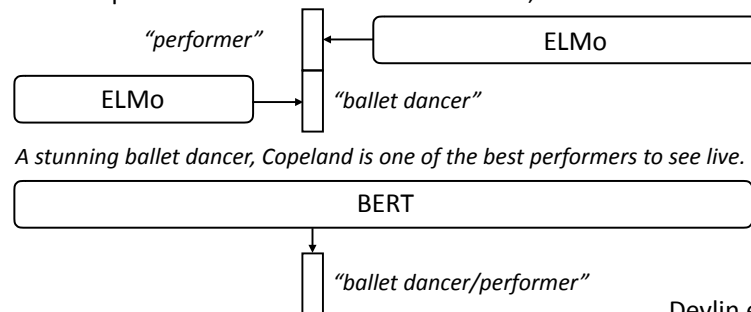 "performer"
ELMo
ELMo
"ballet dancer"
A stunning ballet dancer, Copeland is one of the best performers to see live.
BERT
"ballet dancer/performer"
Devlin e